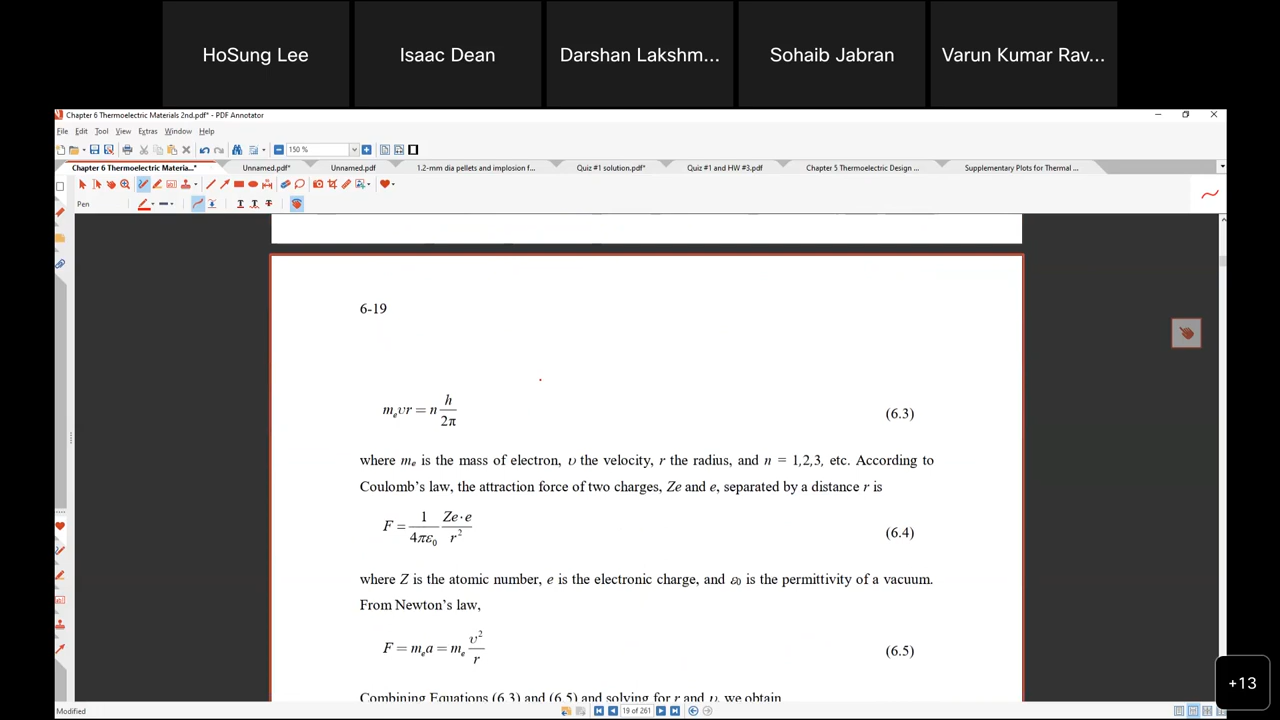 HoSung Lee
Isaac Dean
Darshan Lakshm...
Sohaib Jabran
Varun Kumar Rav...
Chapter 6 Thermoelectric Materials 2nd.pdf* - PDF Annotator
File Edit Tool View Extras Window Help
150 %
Chapter 6 Thermoelectric Materia...*
Unnamed.pdf*
Unnamed.pdf
1.2-mm dia pellets and implosion f...
Quiz #1 solution.pdf*
Quiz #1 and HW #3.pdf
Chapter 5 Thermoelectric Design ...
Supplementary Plots for Thermal ...
Pen
6-19
mₑυr = n h/2π (6.3)
where mₑ is the mass of electron, υ the velocity, r the radius, and n = 1,2,3, etc. According to
Coulomb's law, the attraction force of two charges, Ze and e, separated by a distance r is
F = 1/4πε₀ Ze·e/r² (6.4)
where Z is the atomic number, e is the electronic charge, and ε₀ is the permittivity of a vacuum.
From Newton's law,
F = mₑa = mₑ υ²/r (6.5)
Combining Equations (6.3) and (6.5) and solving for r and υ, we obtain
+13
Modified
19 of 261